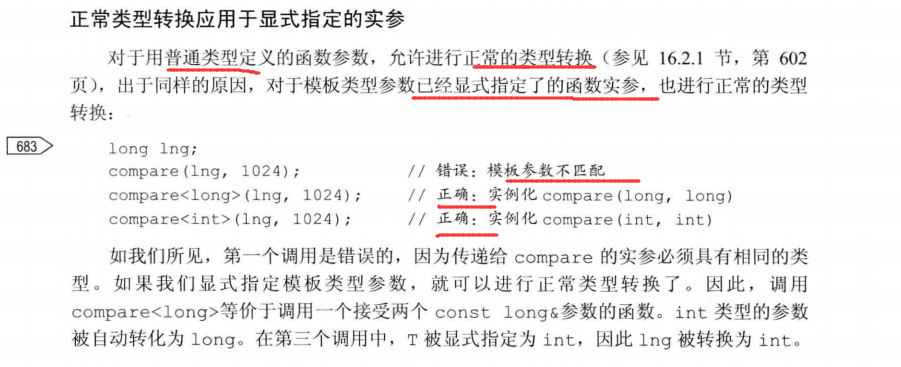 正常类型转换应用于显式指定的实参
对于用普通类型定义的函数参数，允许进行正常的类型转换（参见 16.2.1 节，第 602
页），出于同样的原因，对于模板类型参数已经显式指定了的函数实参，也进行正常的类型
转换：
683
long lng;
compare(lng, 1024); // 错误：模板参数不匹配
compare<long>(lng, 1024); // 正确：实例化 compare(long, long)
compare<int>(lng, 1024); // 正确：实例化 compare(int, int)
如我们所见，第一个调用是错误的，因为传递给 compare 的实参必须具有相同的类
型。如果我们显式指定模板类型参数，就可以进行正常类型转换了。因此，调用
compare<long>等价于调用一个接受两个 const long&参数的函数。int 类型的参数
被自动转化为 long。在第三个调用中，T 被显式指定为 int，因此 lng 被转换为 int。